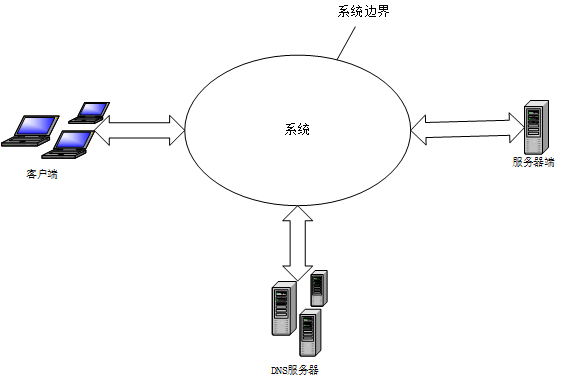 系统边界
系统
客户端
服务器端
DNS服务器